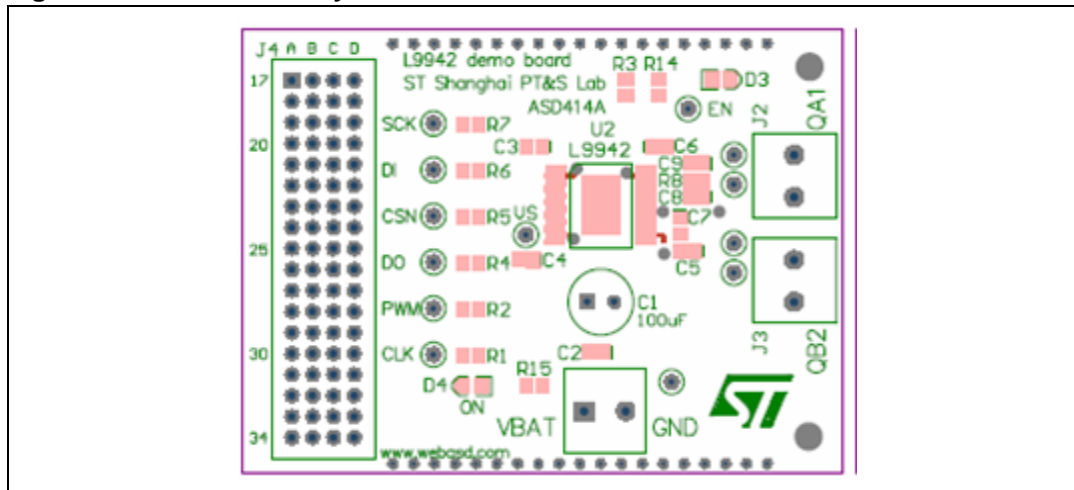 J4 A B C D
L9942 demo board
ST Shanghai PT&S Lab
ASD414A
R3 R14
D3
EN
17
20
25
30
34
SCK
R7
DI
R6
CSN
R5
DO
R4
PWM
R2
CLK
R1
D4
ON
R15
C3
U2
L9942
C6
C9
R8
C8
C7
C5
VS
C4
C1
100uF
C2
VBAT
GND
J2
QA1
J3
QB2
ST
www.webasd.com